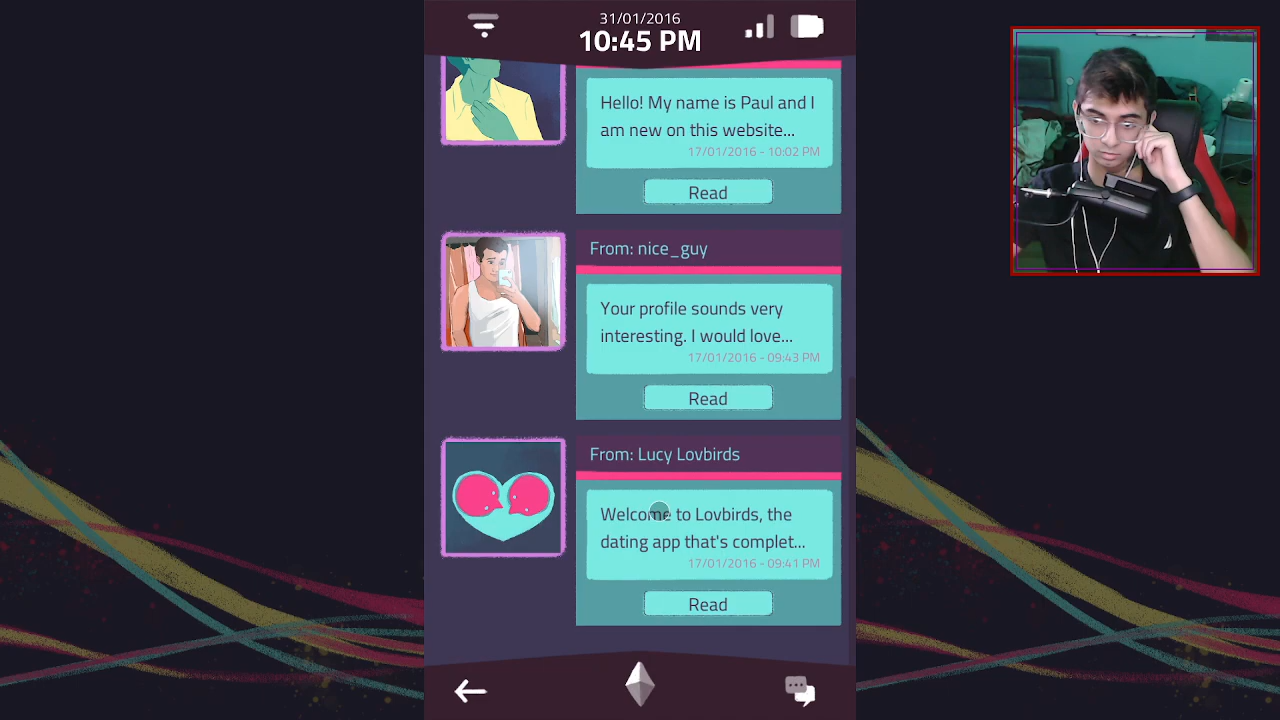 31/01/2016
10:45 PM
Hello! My name is Paul and I
am new on this website...
17/01/2016 - 10:02 PM
Read
From: nice_guy
Your profile sounds very
interesting. I would love...
17/01/2016 - 09:43 PM
Read
From: Lucy Lovbirds
Welcome to Lovbirds, the
dating app that's complet...
17/01/2016 - 09:41 PM
Read